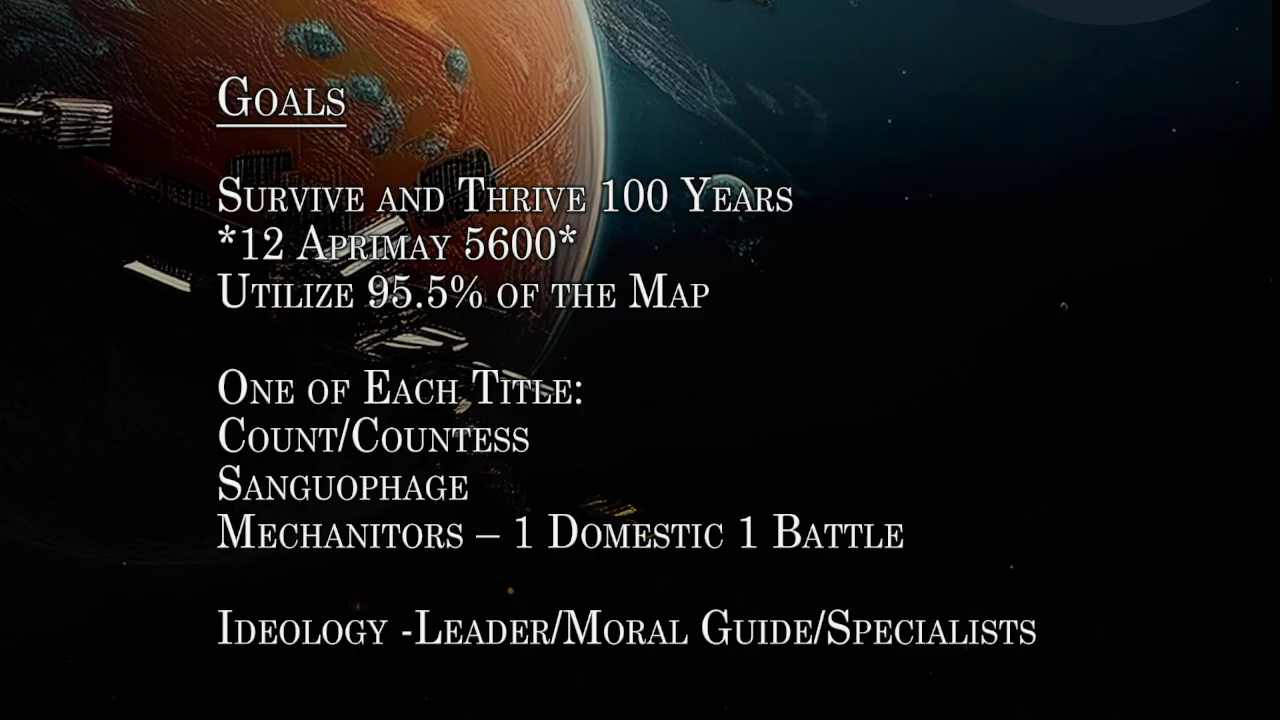 Goals
Survive and Thrive 100 Years
*12 Aprimay 5600*
Utilize 95.5% of the Map
One of Each Title:
Count/Countess
Sanguophage
Mechanitors – 1 Domestic 1 Battle
Ideology -Leader/Moral Guide/Specialists